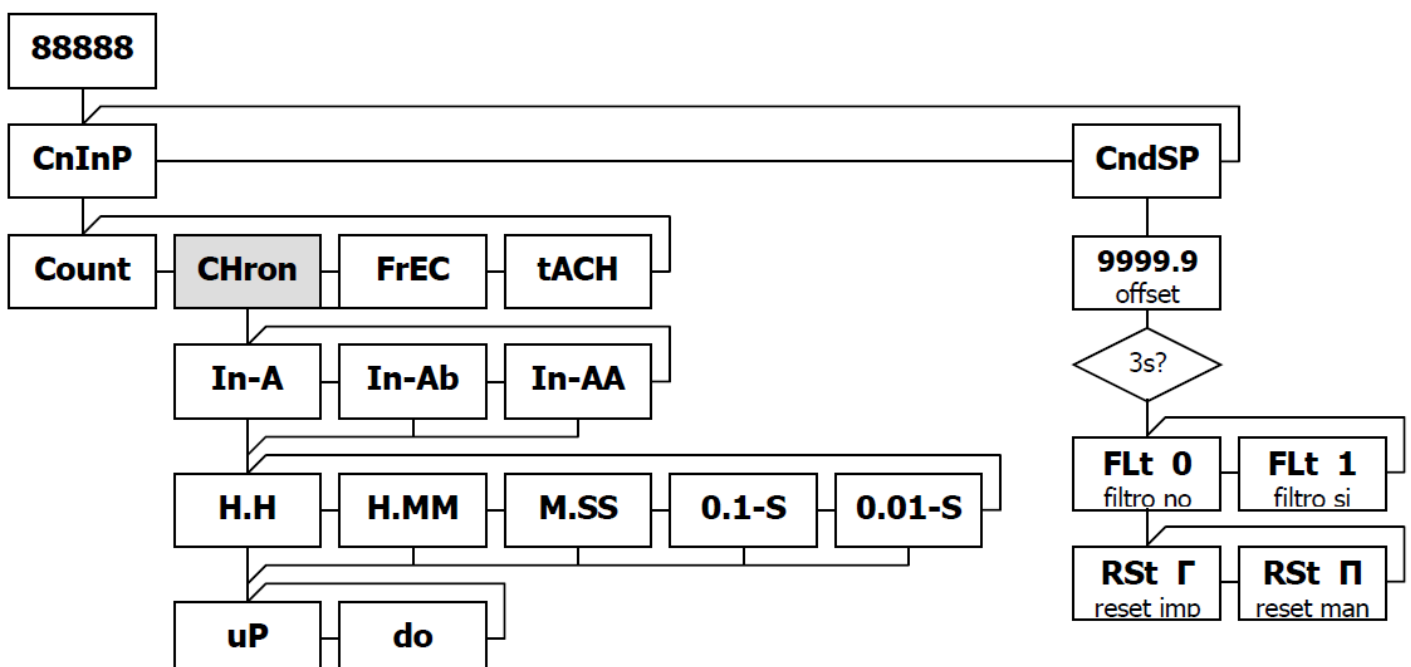 88888
CnInP
CndSP
Count
CHron
FrEC
tACH
9999.9
offset
3s?
In-A
In-Ab
In-AA
FLt 0
filtro no
FLt 1
filtro si
H.H
H.MM
M.SS
0.1-S
0.01-S
RSt Γ
reset imp
RSt Π
reset man
uP
do